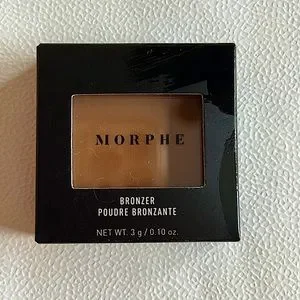 MORPHE
BRONZER
POUDRE BRONZANTE
NET WT. 3 g / 0.10 oz.